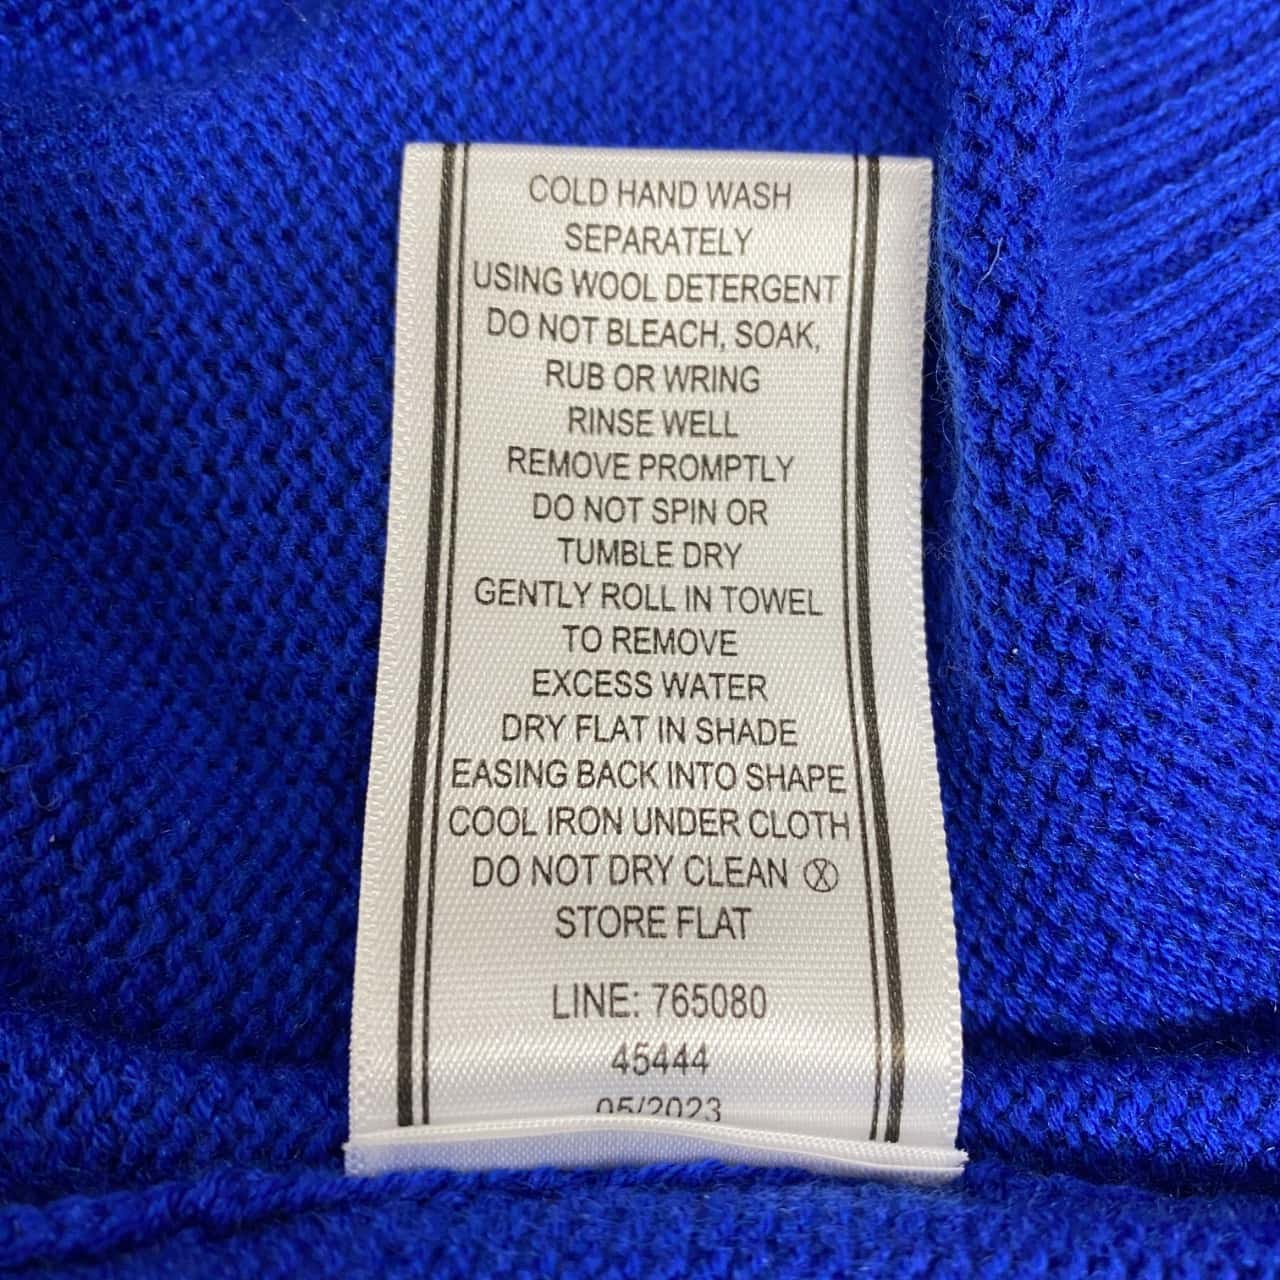 COLD HAND WASH
SEPARATELY
USING WOOL DETERGENT
DO NOT BLEACH, SOAK,
RUB OR WRING
RINSE WELL
REMOVE PROMPTLY
DO NOT SPIN OR
TUMBLE DRY
GENTLY ROLL IN TOWEL
TO REMOVE
EXCESS WATER
DRY FLAT IN SHADE
EASING BACK INTO SHAPE
COOL IRON UNDER CLOTH
DO NOT DRY CLEAN Ⓧ
STORE FLAT
LINE: 765080
45444
05/2023